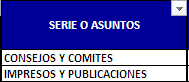 SERIE O ASUNTOS
CONSEJOS Y COMITES
IMPRESOS Y PUBLICACIONES